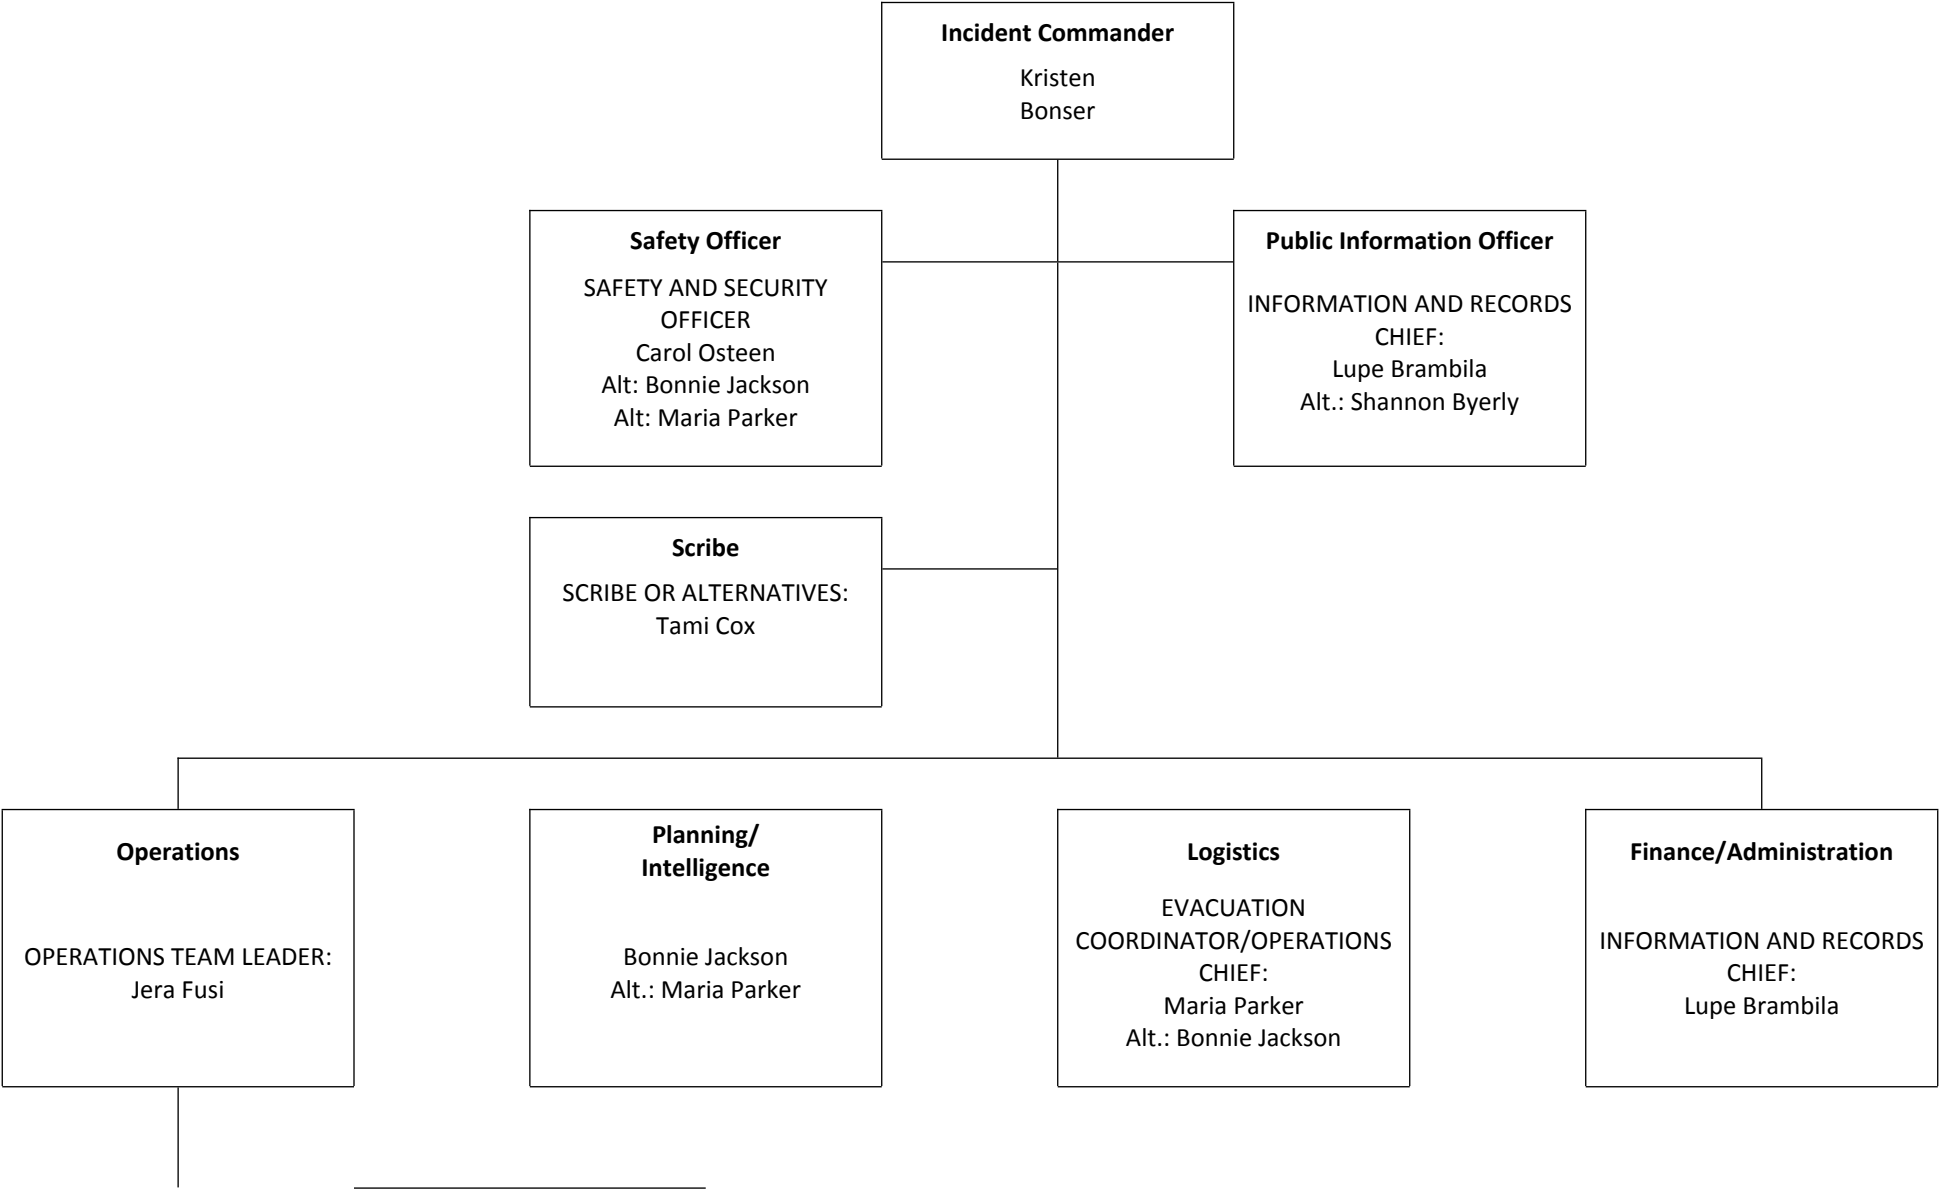 Incident Commander
Kristen
Bonser
Safety Officer
SAFETY AND SECURITY
OFFICER
Carol Osteen
Alt: Bonnie Jackson
Alt: Maria Parker
Public Information Officer
INFORMATION AND RECORDS
CHIEF:
Lupe Brambila
Alt.: Shannon Byerly
Scribe
SCRIBE OR ALTERNATIVES:
Tami Cox
Operations
OPERATIONS TEAM LEADER:
Jera Fusi
Planning/
Intelligence
Bonnie Jackson
Alt.: Maria Parker
Logistics
EVACUATION
COORDINATOR/OPERATIONS
CHIEF:
Maria Parker
Alt.: Bonnie Jackson
Finance/Administration
INFORMATION AND RECORDS
CHIEF:
Lupe Brambila